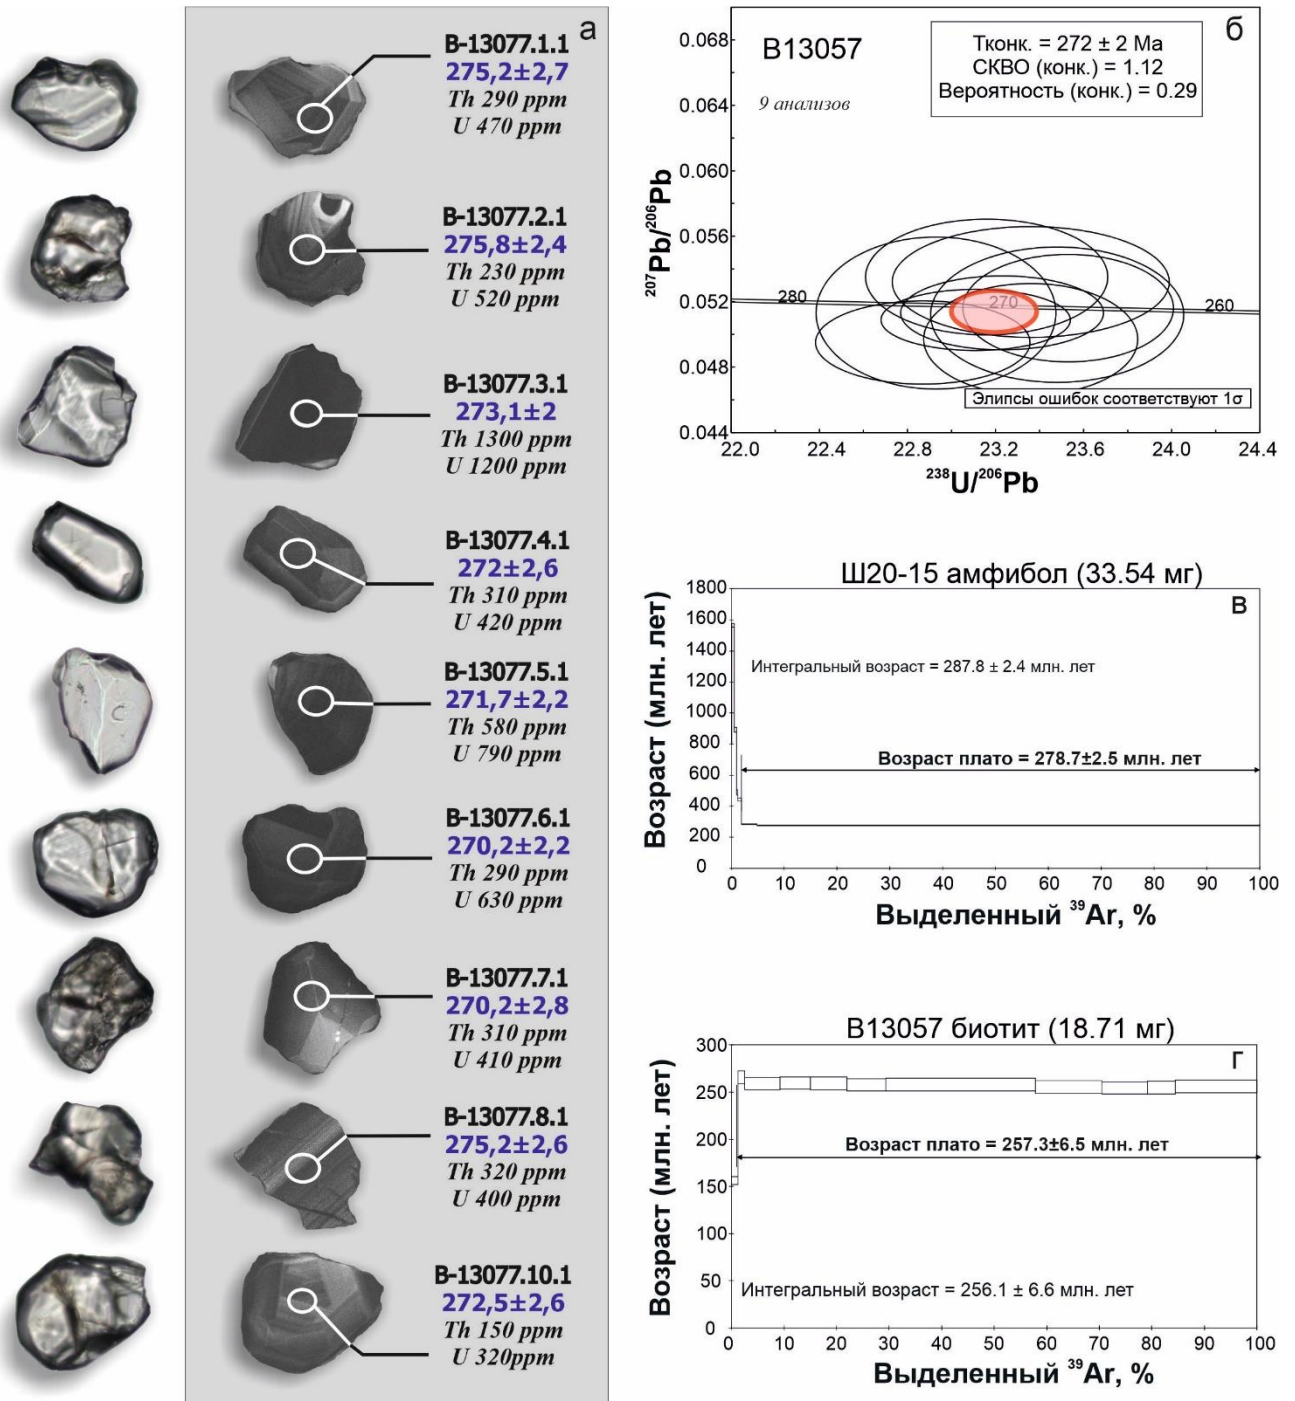 а
B-13077.1.1
275,2±2,7
Th 290 ppm
U 470 ppm
B-13077.2.1
275,8±2,4
Th 230 ppm
U 520 ppm
B-13077.3.1
273,1±2
Th 1300 ppm
U 1200 ppm
B-13077.4.1
272±2,6
Th 310 ppm
U 420 ppm
B-13077.5.1
271,7±2,2
Th 580 ppm
U 790 ppm
B-13077.6.1
270,2±2,2
Th 290 ppm
U 630 ppm
B-13077.7.1
270,2±2,8
Th 310 ppm
U 410 ppm
B-13077.8.1
275,2±2,6
Th 320 ppm
U 400 ppm
B-13077.10.1
272,5±2,6
Th 150 ppm
U 320ppm
б
B13057
9 анализов
Тконк. = 272 ± 2 Ma
СКВО (конк.) = 1.12
Вероятность (конк.) = 0.29
0.068
0.064
0.060
0.056
0.052
0.048
0.044
²⁰⁷Pb/²⁰⁶Pb
280
270
260
Элипсы ошибок соответствуют 1σ
22.0 22.4 22.8 23.2 23.6 24.0 24.4
²³⁸U/²⁰⁶Pb
Ш20-15 амфибол (33.54 мг)
в
1800
1600
1400
1200
1000
800
600
400
200
0
Возраст (млн. лет)
Интегральный возраст = 287.8 ± 2.4 млн. лет
Возраст плато = 278.7±2.5 млн. лет
0 10 20 30 40 50 60 70 80 90 100
Выделенный ³⁹Ar, %
В13057 биотит (18.71 мг)
г
300
250
200
150
100
50
0
Возраст (млн. лет)
Возраст плато = 257.3±6.5 млн. лет
Интегральный возраст = 256.1 ± 6.6 млн. лет
0 10 20 30 40 50 60 70 80 90 100
Выделенный ³⁹Ar, %